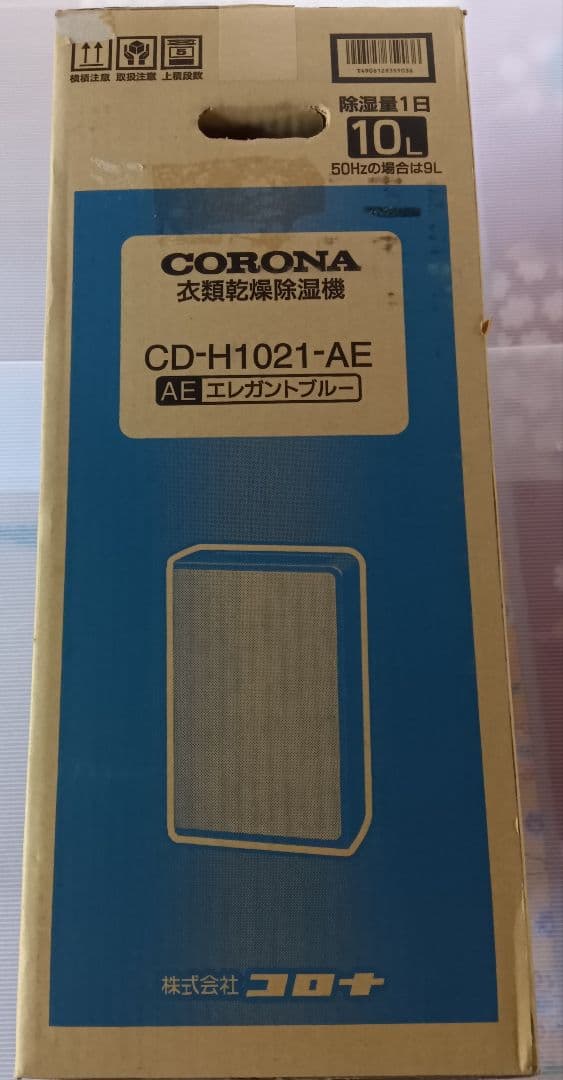 5
横積注意 取扱注意 上積段数
除湿量1日
10L
50Hzの場合は9L
CORONA
衣類乾燥除湿機
CD-H1021-AE
AE エレガントブルー
株式会社 コロナ